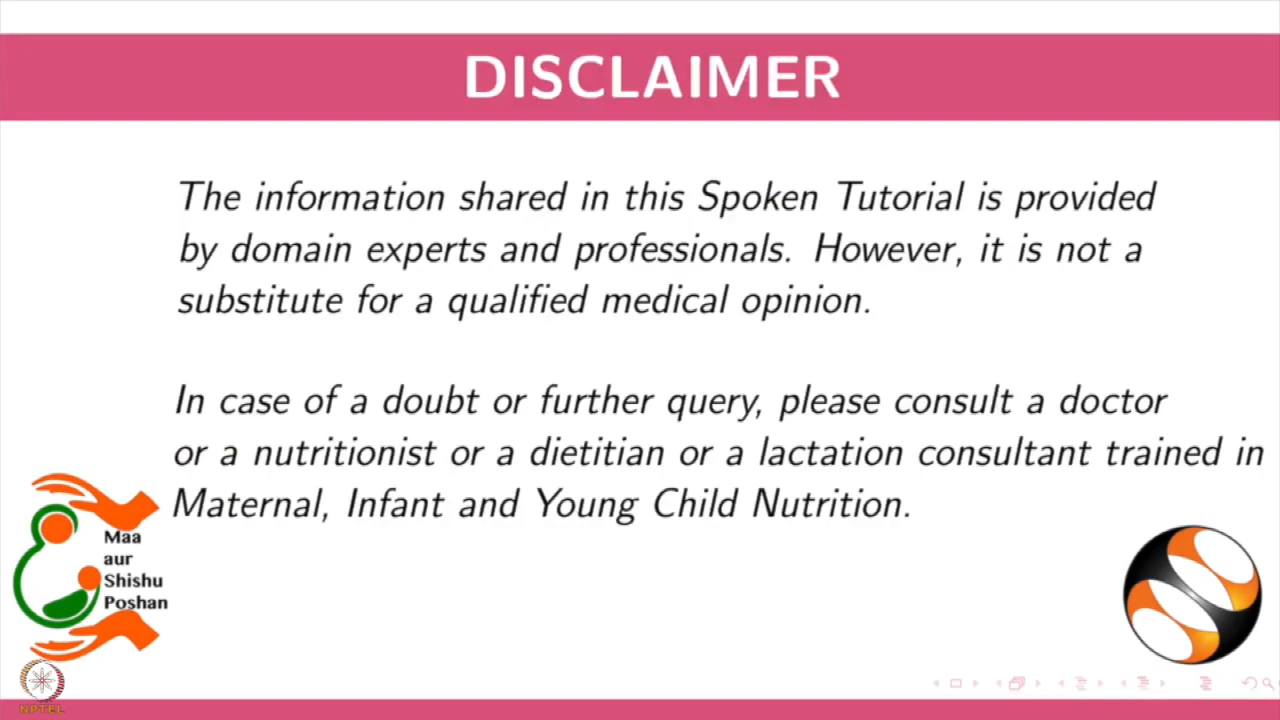 DISCLAIMER
The information shared in this Spoken Tutorial is provided
by domain experts and professionals. However, it is not a
substitute for a qualified medical opinion.
In case of a doubt or further query, please consult a doctor
or a nutritionist or a dietitian or a lactation consultant trained in
Maternal, Infant and Young Child Nutrition.
Maa
aur
Shishu
Poshan
NPTEL